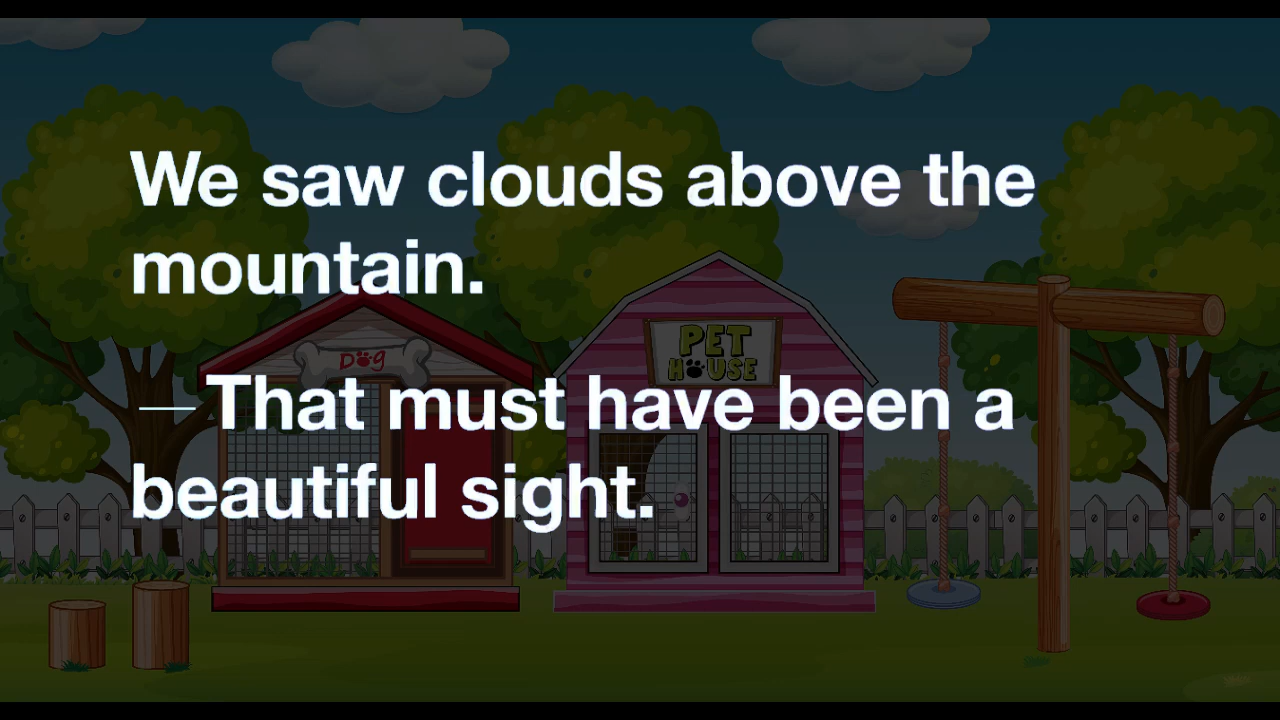 We saw clouds above the
mountain.
Dog
PET
HOUSE
— That must have been a
beautiful sight.